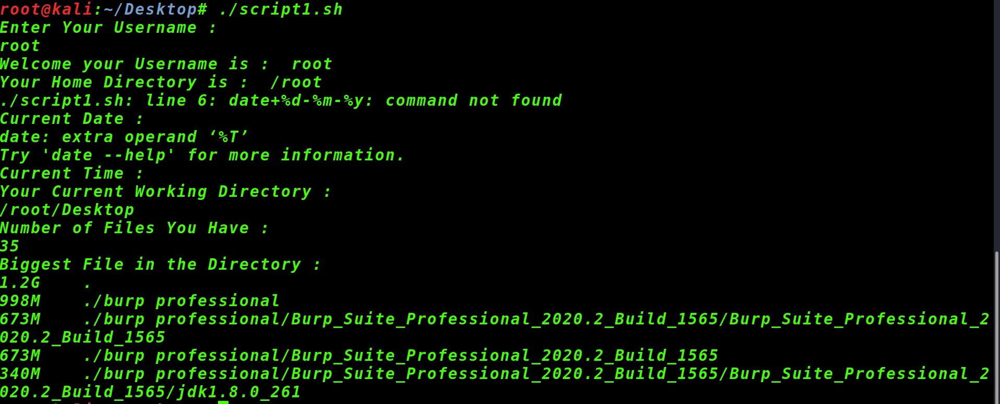 root@kali:~/Desktop# ./script1.sh
Enter Your Username :
root
Welcome your Username is :  root
Your Home Directory is :  /root
./script1.sh: line 6: date+%d-%m-%y: command not found
Current Date :
date: extra operand ‘%T’
Try 'date --help' for more information.
Current Time :
Your Current Working Directory :
/root/Desktop
Number of Files You Have :
35
Biggest File in the Directory :
1.2G    .
998M    ./burp professional
673M    ./burp professional/Burp_Suite_Professional_2020.2_Build_1565/Burp_Suite_Professional_2
020.2_Build_1565
673M    ./burp professional/Burp_Suite_Professional_2020.2_Build_1565
340M    ./burp professional/Burp_Suite_Professional_2020.2_Build_1565/Burp_Suite_Professional_2
020.2_Build_1565/jdk1.8.0_261